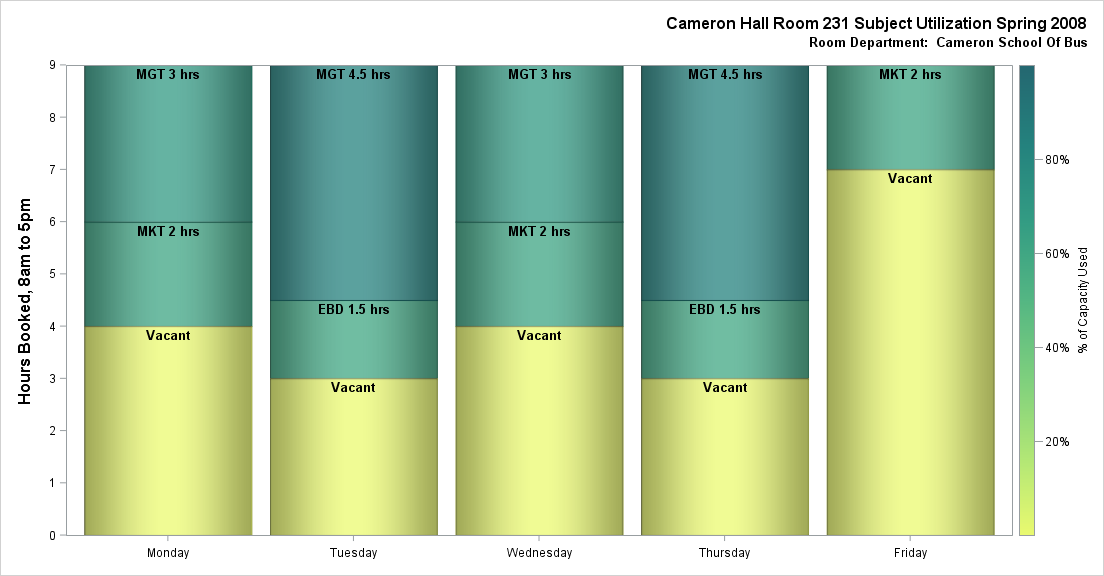 Cameron Hall Room 231 Subject Utilization Spring 2008
Room Department:  Cameron School Of Bus
Hours Booked, 8am to 5pm
9
8
7
6
5
4
3
2
1
0
MGT 3 hrs
MKT 2 hrs
Vacant
MGT 4.5 hrs
EBD 1.5 hrs
Vacant
MGT 3 hrs
MKT 2 hrs
Vacant
MGT 4.5 hrs
EBD 1.5 hrs
Vacant
MKT 2 hrs
Vacant
Monday
Tuesday
Wednesday
Thursday
Friday
80%
60%
40%
20%
% of Capacity Used